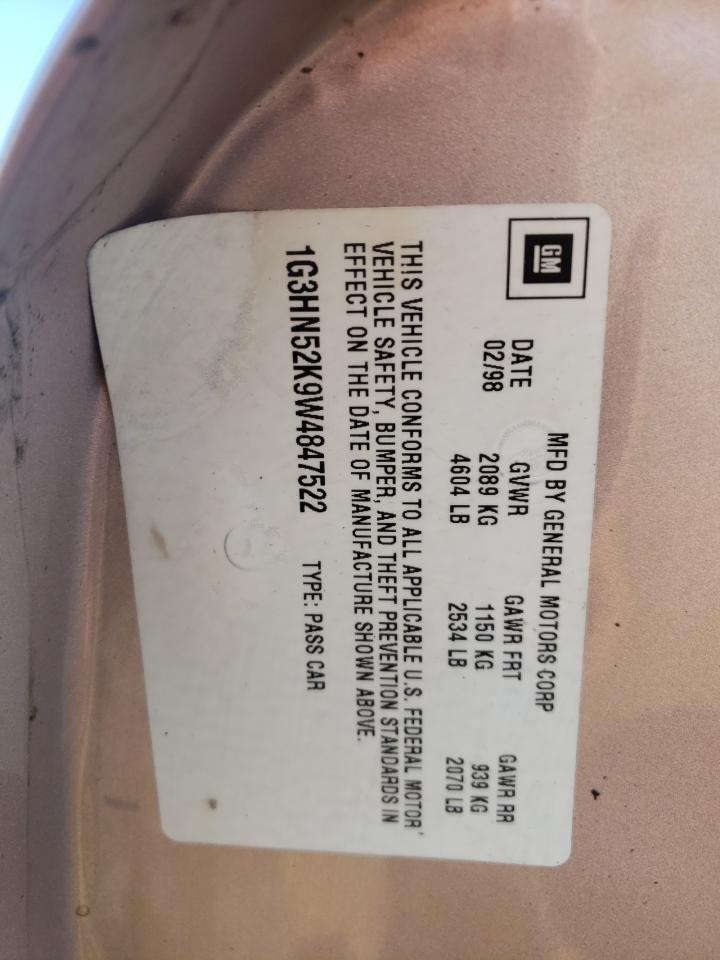 GM
MFD BY GENERAL MOTORS CORP
DATE GVWR GAWR FRT GAWR RR
02/98 2089 KG 1150 KG 939 KG
4604 LB 2534 LB 2070 LB
THIS VEHICLE CONFORMS TO ALL APPLICABLE U.S. FEDERAL MOTOR
VEHICLE SAFETY, BUMPER, AND THEFT PREVENTION STANDARDS IN
EFFECT ON THE DATE OF MANUFACTURE SHOWN ABOVE.
1G3HN52K9W4847522 TYPE: PASS CAR